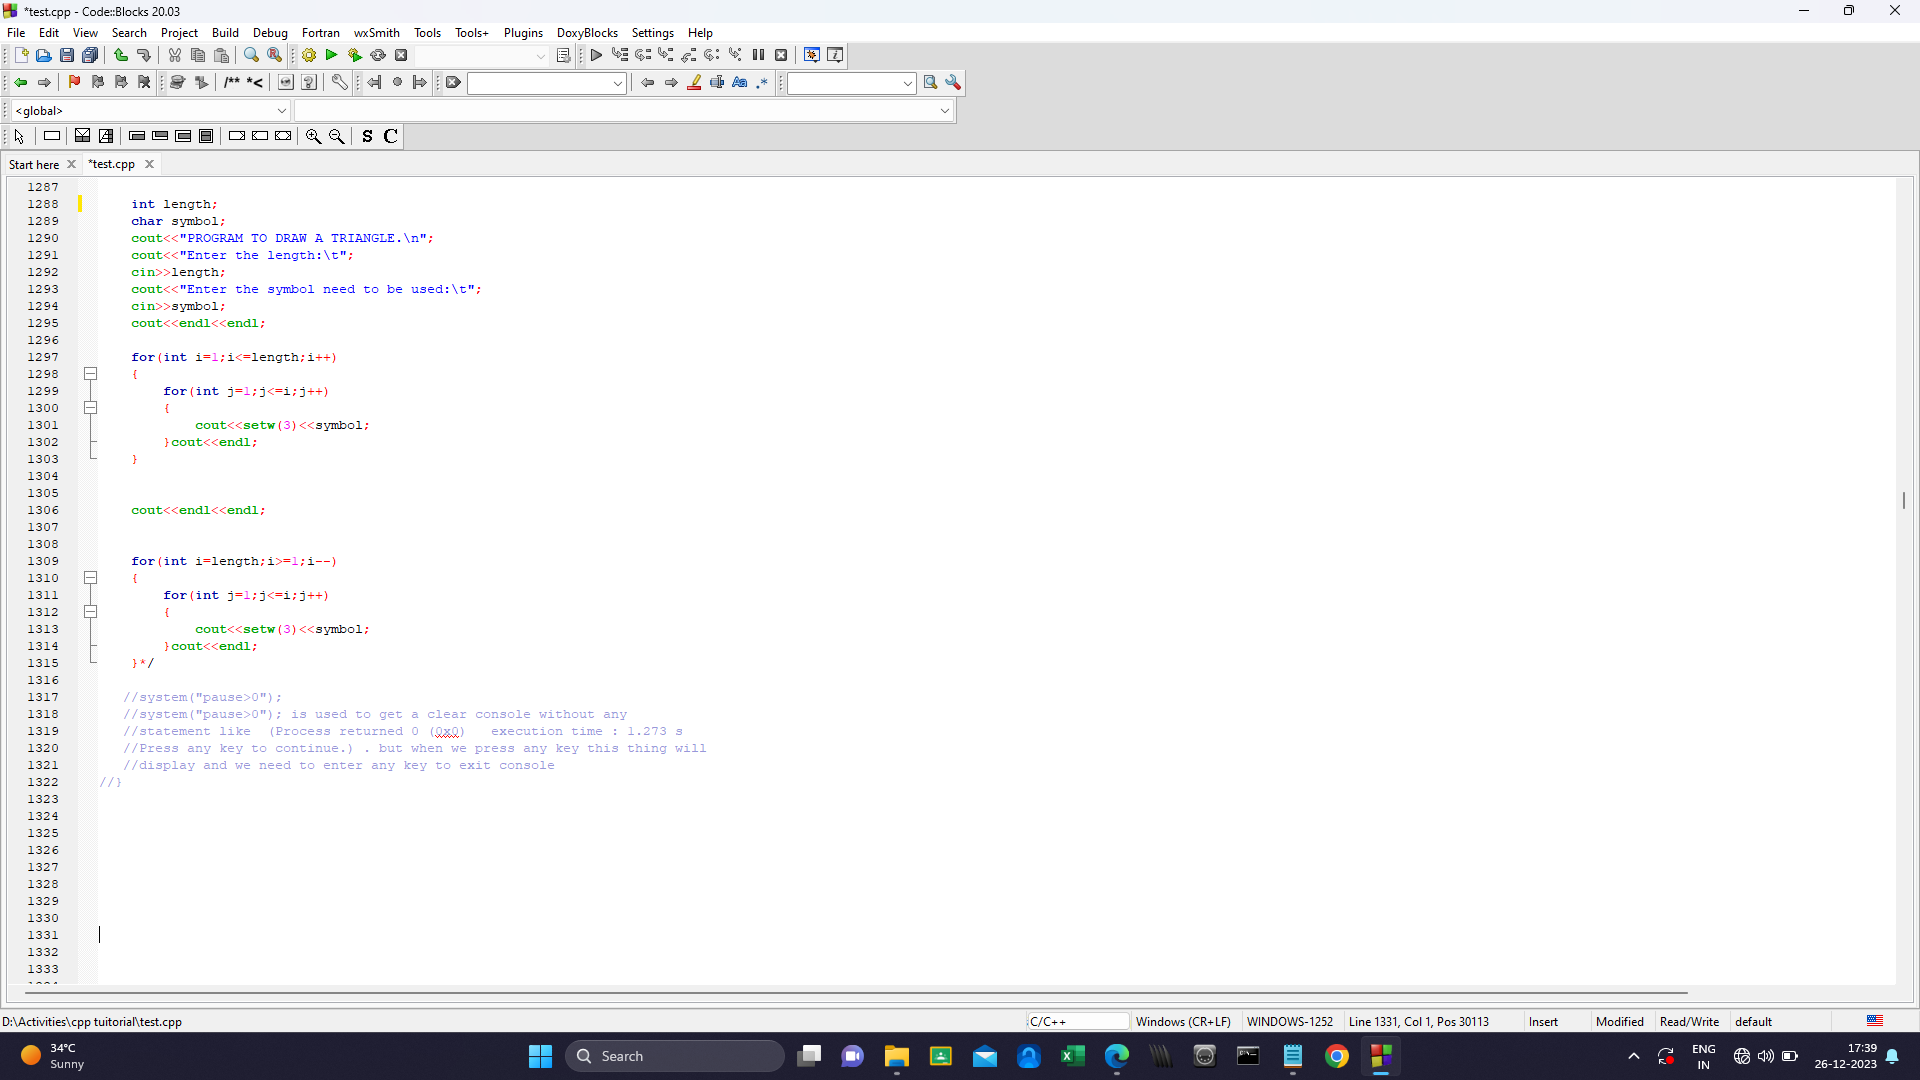 *test.cpp - Code::Blocks 20.03
File Edit View Search Project Build Debug Fortran wxSmith Tools Tools+ Plugins DoxyBlocks Settings Help
/** *<
Aa .*
<global>
S C
Start here *test.cpp
1287
1288 int length;
1289 char symbol;
1290 cout<<"PROGRAM TO DRAW A TRIANGLE.\n";
1291 cout<<"Enter the length:\t";
1292 cin>>length;
1293 cout<<"Enter the symbol need to be used:\t";
1294 cin>>symbol;
1295 cout<<endl<<endl;
1296
1297 for(int i=1;i<=length;i++)
1298 {
1299 for(int j=1;j<=i;j++)
1300 {
1301 cout<<setw(3)<<symbol;
1302 }cout<<endl;
1303 }
1304
1305
1306 cout<<endl<<endl;
1307
1308
1309 for(int i=length;i>=1;i--)
1310 {
1311 for(int j=1;j<=i;j++)
1312 {
1313 cout<<setw(3)<<symbol;
1314 }cout<<endl;
1315 }*/
1316
1317 //system("pause>0");
1318 //system("pause>0"); is used to get a clear console without any
1319 //statement like (Process returned 0 (0x0) execution time : 1.273 s
1320 //Press any key to continue.) . but when we press any key this thing will
1321 //display and we need to enter any key to exit console
1322 //}
1323
1324
1325
1326
1327
1328
1329
1330
1331
1332
1333
D:\Activities\cpp tuitorial\test.cpp C/C++ Windows (CR+LF) WINDOWS-1252 Line 1331, Col 1, Pos 30113 Insert Modified Read/Write default
34°C
Sunny
Search
ENG
IN
17:39
26-12-2023